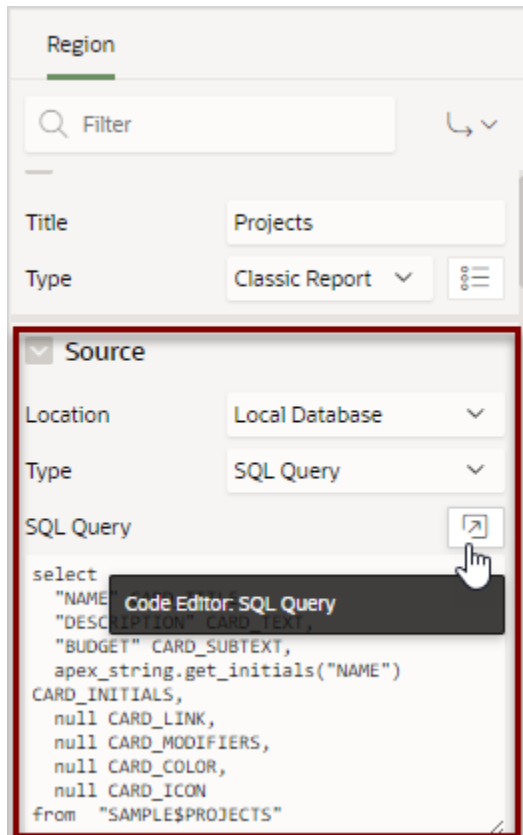 Region
Filter
Title Projects
Type Classic Report
Source
Location Local Database
Type SQL Query
SQL Query
select
"NAME"
Code Editor: SQL Query
"DESCRIPTION" CARD_TEXT,
"BUDGET" CARD_SUBTEXT,
apex_string.get_initials("NAME")
CARD_INITIALS,
null CARD_LINK,
null CARD_MODIFIERS,
null CARD_COLOR,
null CARD_ICON
from "SAMPLE$PROJECTS"